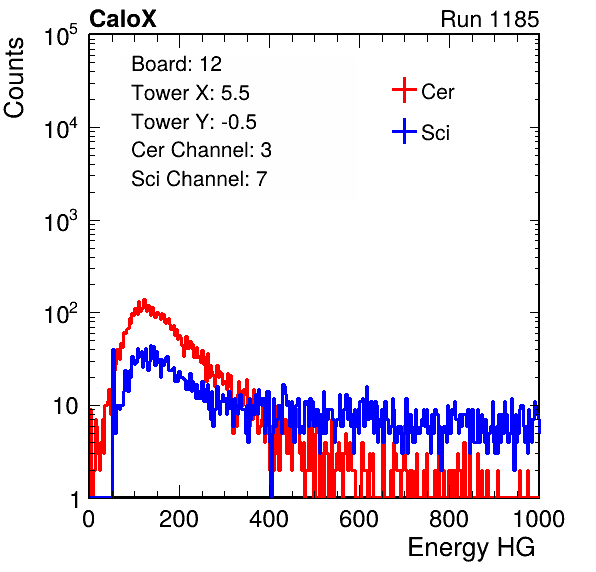 CaloX Run 1185
Counts
Board: 12
Tower X: 5.5
Tower Y: -0.5
Cer Channel: 3
Sci Channel: 7
Cer
Sci
10^5
10^4
10^3
10^2
10
1
0 200 400 600 800 1000
Energy HG